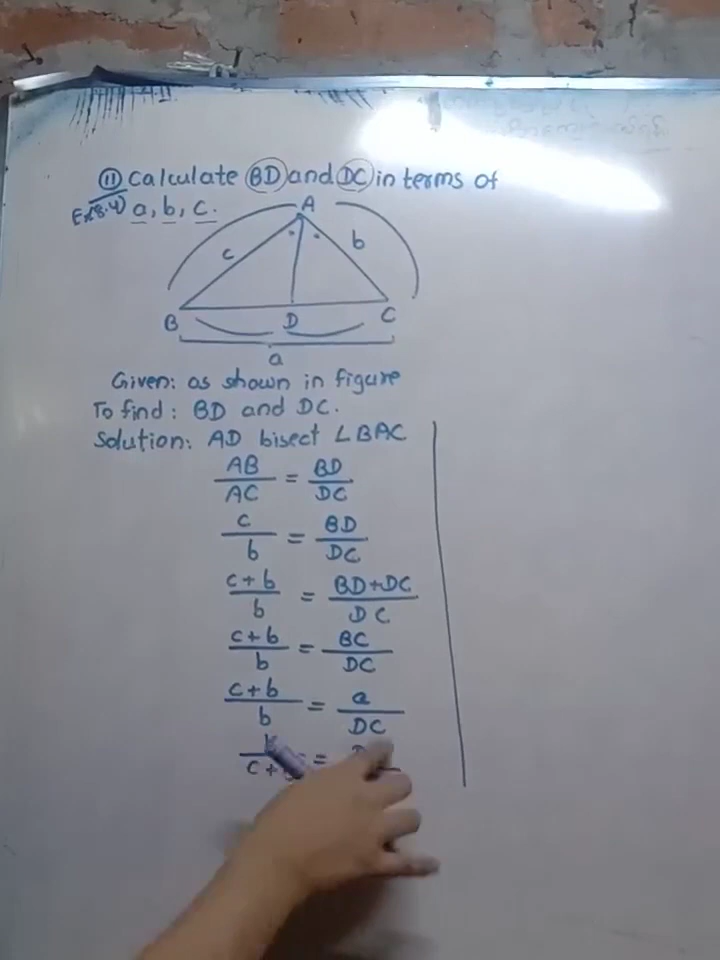 11 Calculate BD and DC in terms of
Ex(8.4) a, b, c.
A
c b
B D C
a
Given: as shown in figure
To find: BD and DC.
Solution: AD bisect ∠BAC
AB/AC = BD/DC
c/b = BD/DC
c+b/b = BD+DC/DC
c+b/b = BC/DC
c+b/b = a/DC